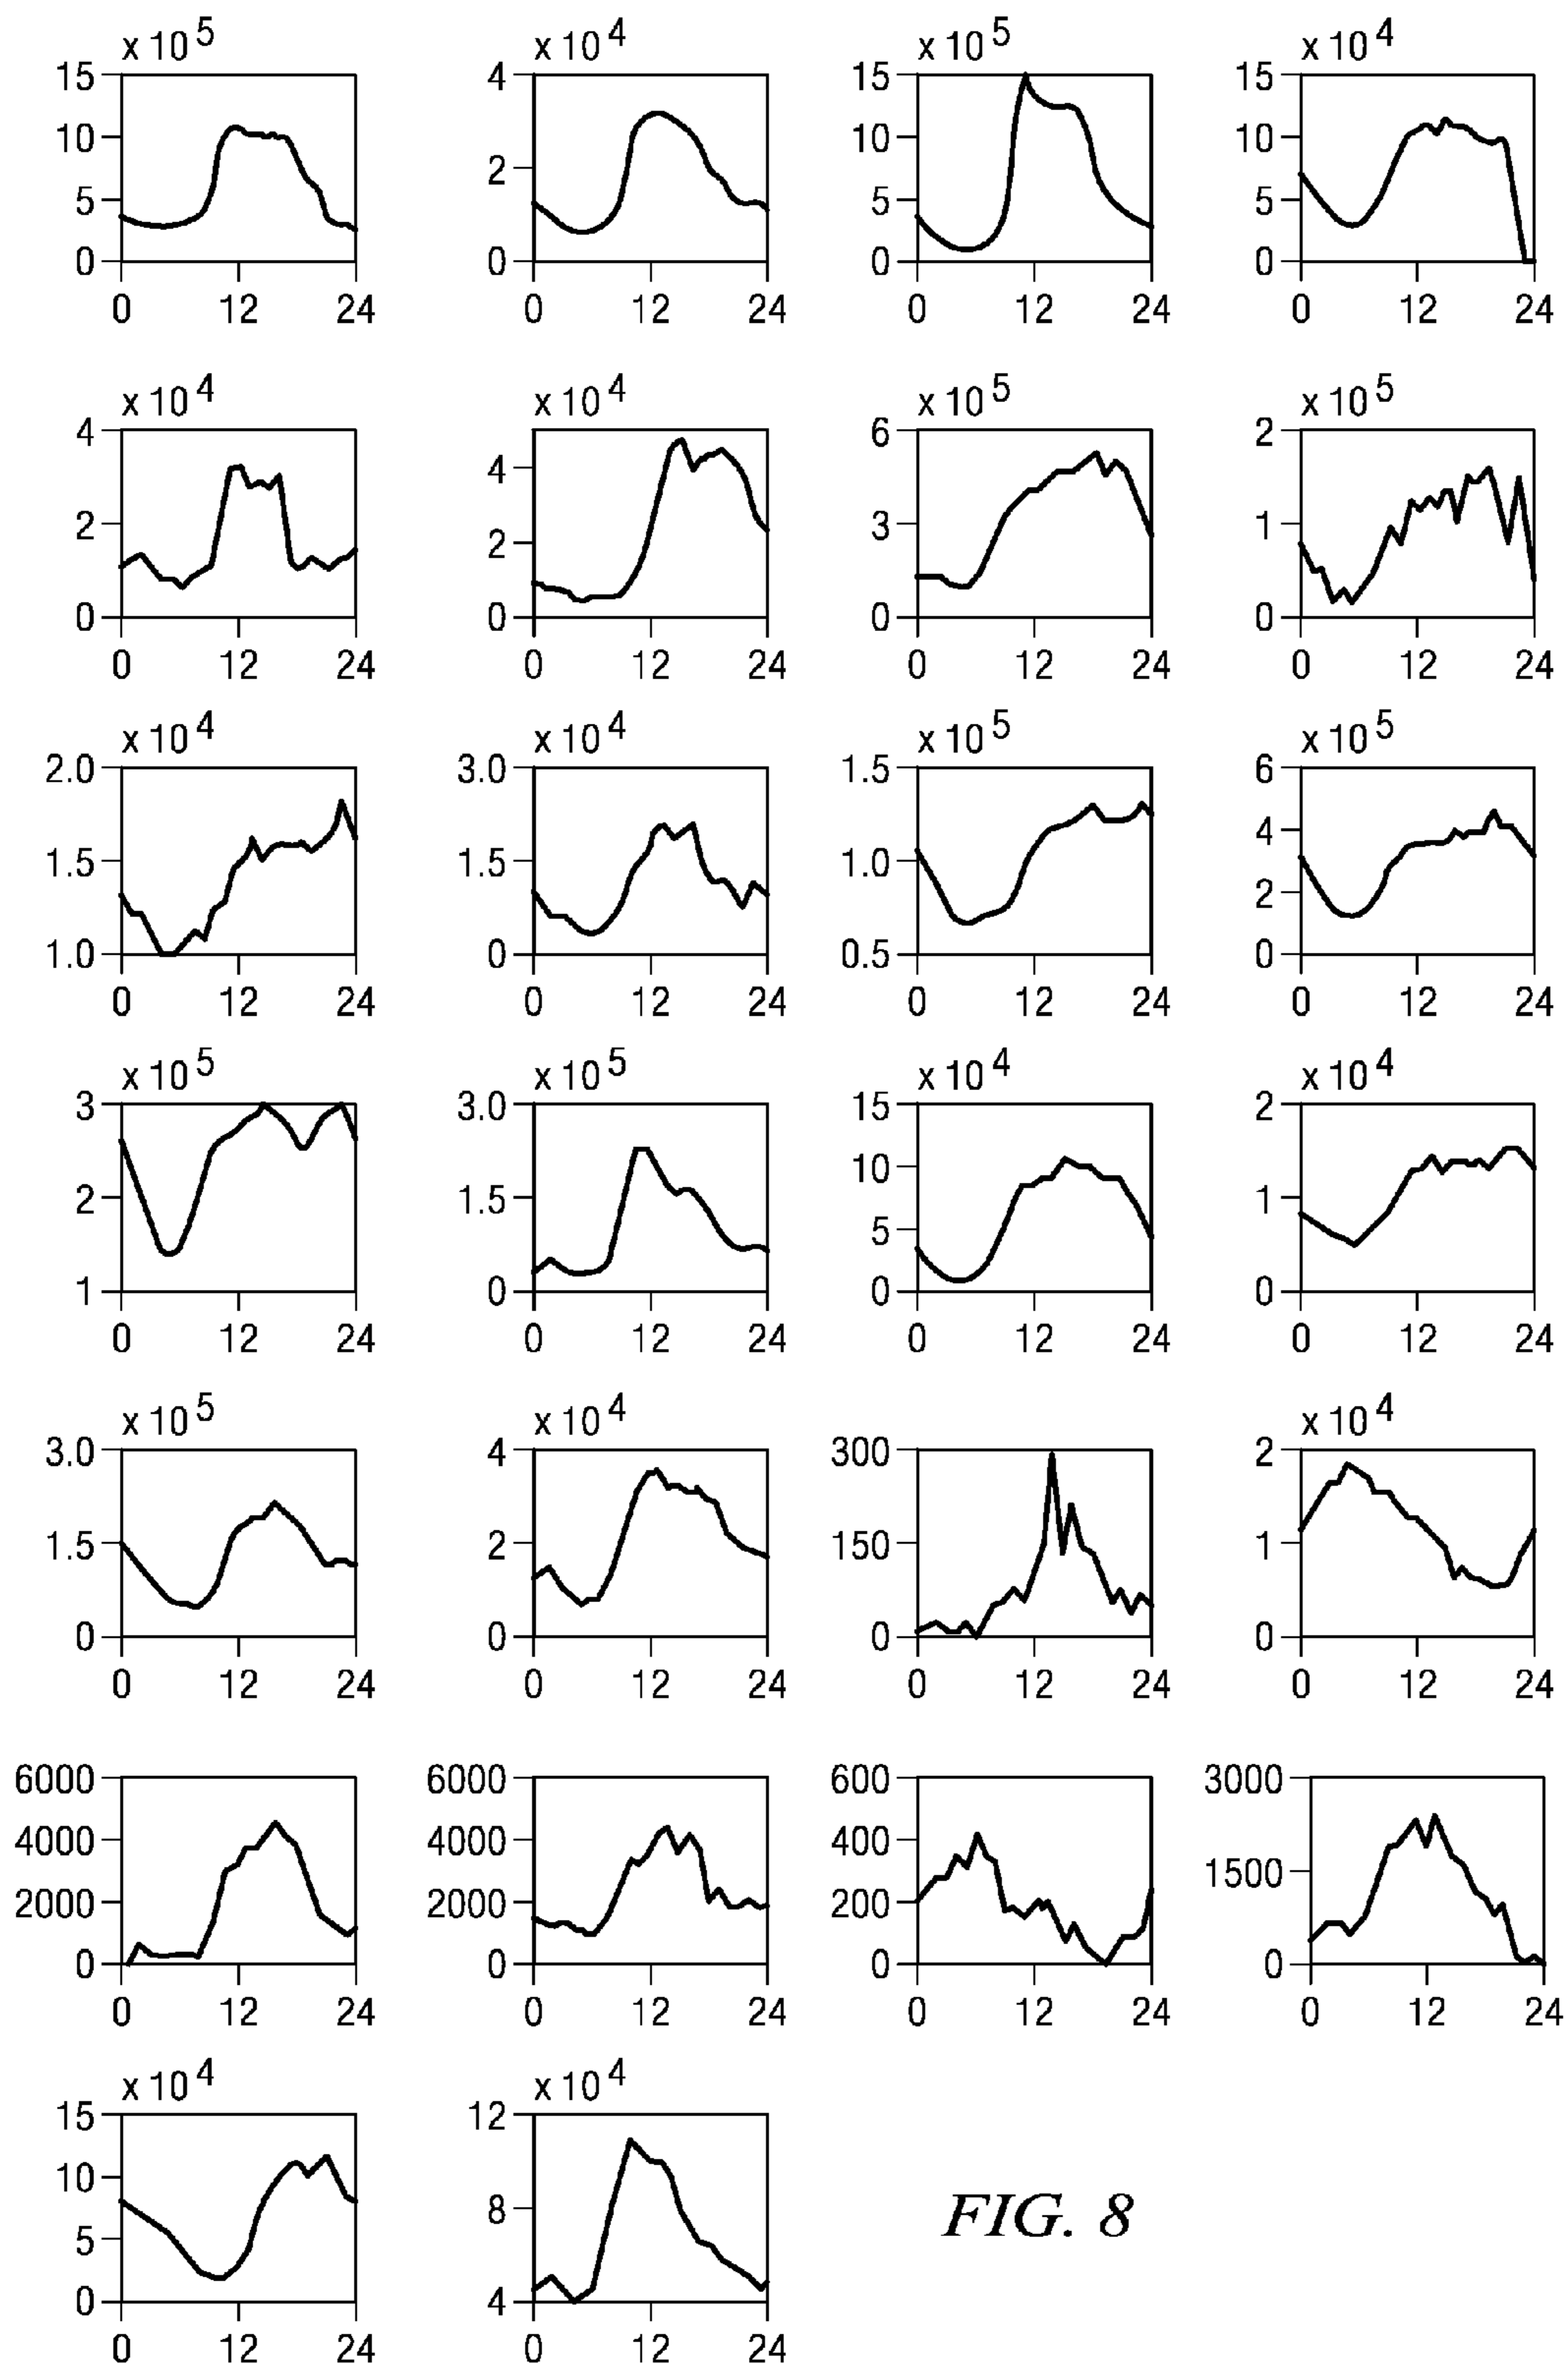 x 10 5 x 10 4 x 10 5 x 10 4
15 4 15 15
10 2 10 10
5 5 5
0 0 0 0
0 12 24 0 12 24 0 12 24 0 12 24
x 10 4 x 10 4 x 10 5 x 10 5
4 4 6 2
2 2 3 1
0 0 0 0
0 12 24 0 12 24 0 12 24 0 12 24
x 10 4 x 10 4 x 10 5 x 10 5
2.0 3.0 1.5 6
1.5 1.5 1.0 4
2
1.0 0 0.5 0
0 12 24 0 12 24 0 12 24 0 12 24
x 10 5 x 10 5 x 10 4 x 10 4
3 3.0 15 2
2 1.5 10 1
5
1 0 0 0
0 12 24 0 12 24 0 12 24 0 12 24
x 10 5 x 10 4 x 10 4
3.0 4 300 2
1.5 2 150 1
0 0 0 0
0 12 24 0 12 24 0 12 24 0 12 24
6000 6000 600 3000
4000 4000 400 1500
2000 2000 200
0 0 0 0
0 12 24 0 12 24 0 12 24 0 12 24
x 10 4 x 10 4
15 12
10 8
5
0 4
0 12 24 0 12 24
FIG. 8